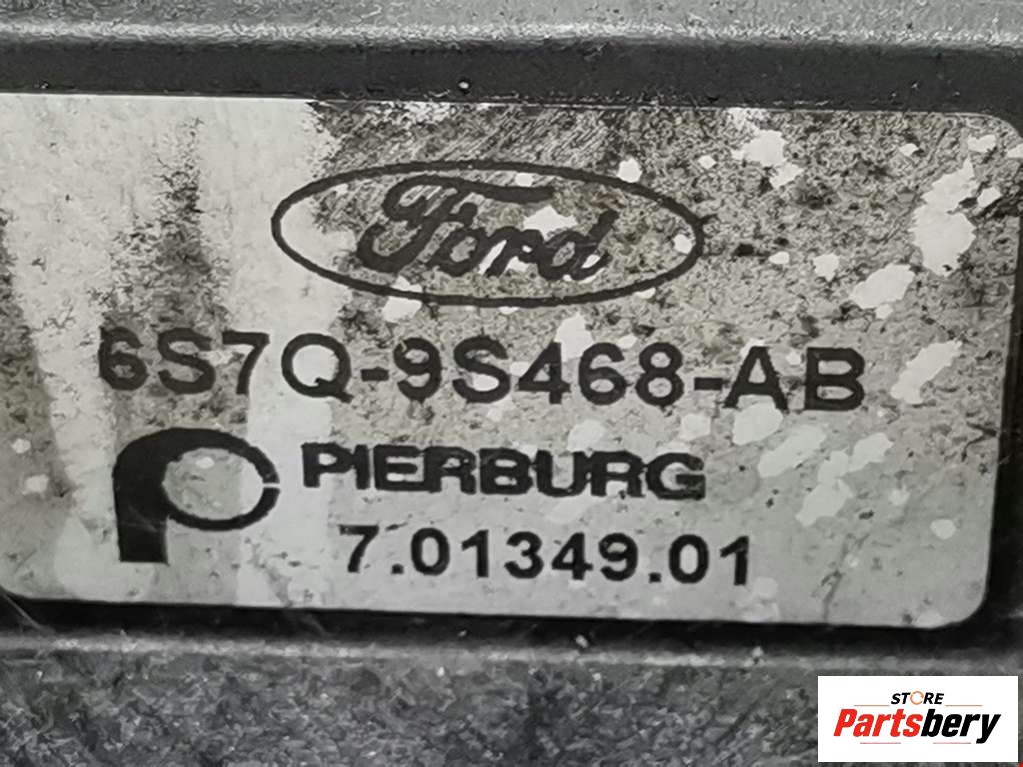 Ford
6S7Q-9S468-AB
PIERBURG
7.01349.01
STORE
Partsbery